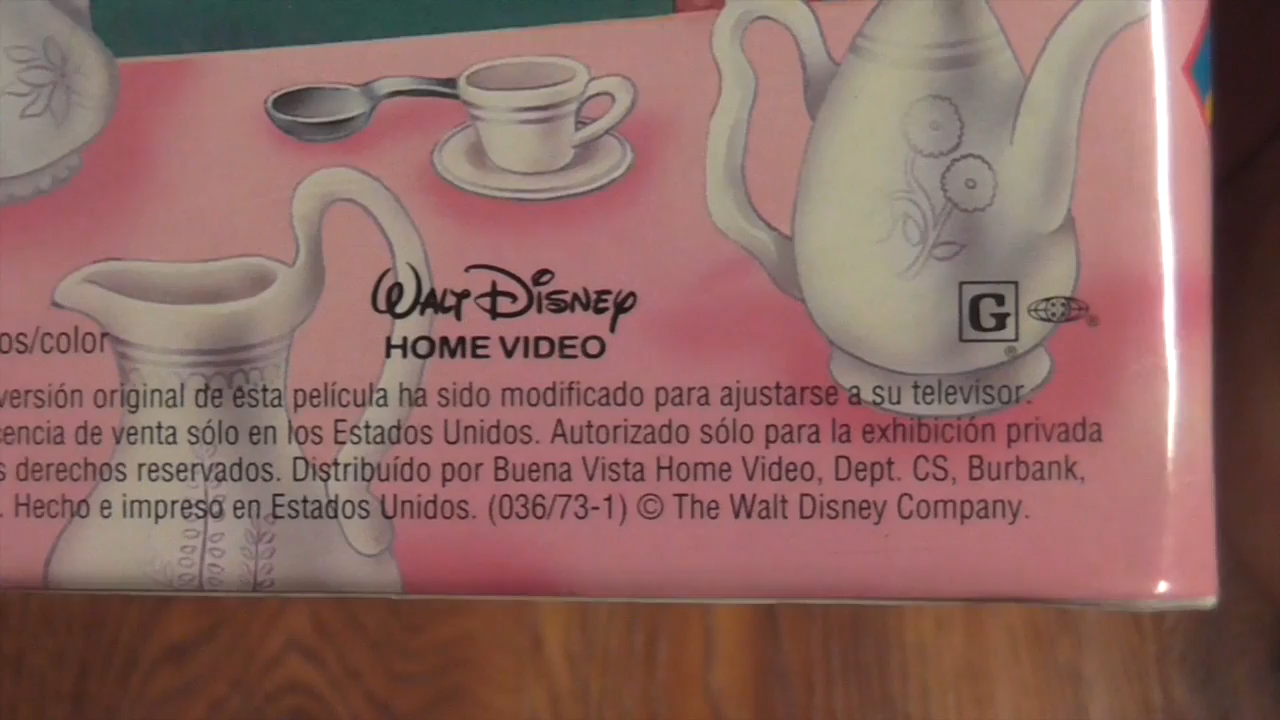 WALT DISNEY
HOME VIDEO
G
®
®
os/color
versión original de esta película ha sido modificado para ajustarse a su televisor.
cencia de venta sólo en los Estados Unidos. Autorizado sólo para la exhibición privada
s derechos reservados. Distribuído por Buena Vista Home Video, Dept. CS, Burbank,
. Hecho e impreso en Estados Unidos. (036/73-1) © The Walt Disney Company.